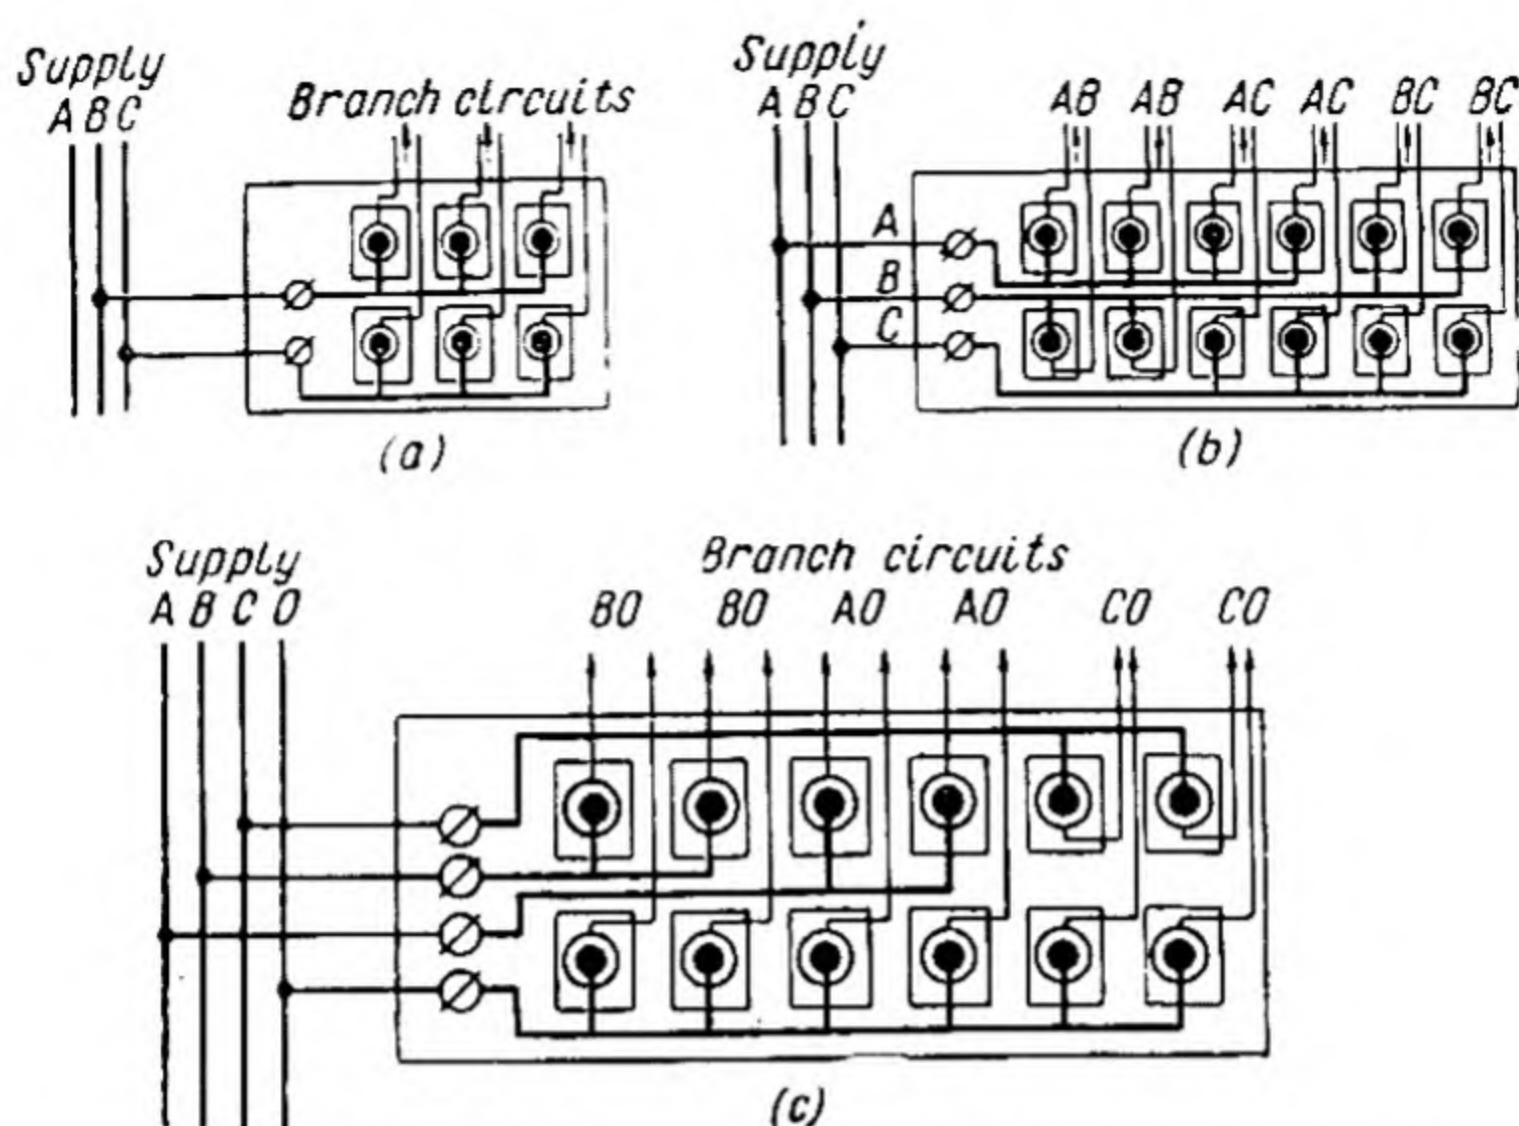 Supply
A B C
Branch circuits
(a)
Supply
A B C
AB AB AC AC BC BC
A
B
C
(b)
Supply
A B C O
Branch circuits
BO BO AO AO CO CO
(c)